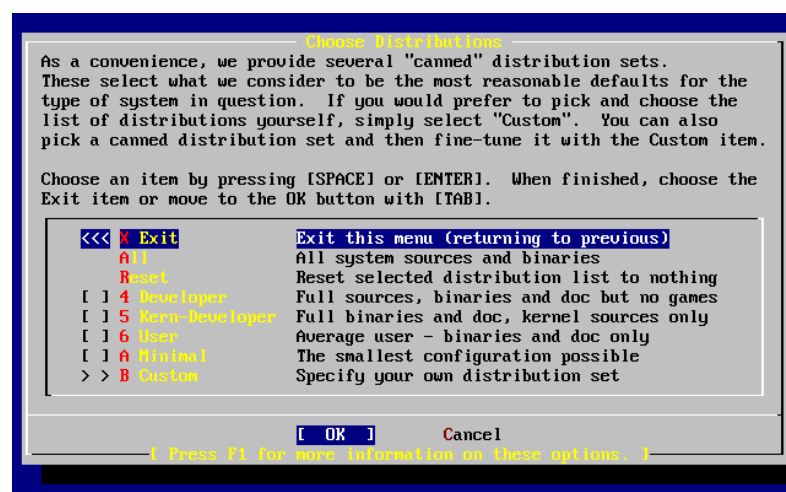 Choose Distributions
As a convenience, we provide several "canned" distribution sets.
These select what we consider to be the most reasonable defaults for the
type of system in question.  If you would prefer to pick and choose the
list of distributions yourself, simply select "Custom".  You can also
pick a canned distribution set and then fine-tune it with the Custom item.
Choose an item by pressing [SPACE] or [ENTER].  When finished, choose the
Exit item or move to the OK button with [TAB].
<<< X Exit Exit this menu (returning to previous)
All All system sources and binaries
Reset Reset selected distribution list to nothing
[ ] 4 Developer Full sources, binaries and doc but no games
[ ] 5 Kern-Developer Full binaries and doc, kernel sources only
[ ] 6 User Average user - binaries and doc only
[ ] A Minimal The smallest configuration possible
> > B Custom Specify your own distribution set
[ OK ] Cancel
[ Press F1 for more information on these options. ]